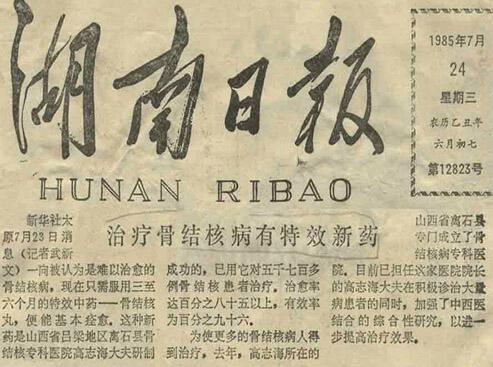 湖南日报
HUNAN RIBAO
1985年7月
24
星期三
农历乙丑年
六月初七
第12823号
治疗骨结核病有特效新药
新华社太
原7月23日消
息（记者武新
文）一向被认为是难以治愈的
骨结核病，现在只需服用三至
六个月的特效中药——骨结核
丸，便能基本痊愈。这种新
药是山西省吕梁地区离石县骨
结核专科医院高志海大夫研制
成功的，已用它对五千七百多
例骨结核患者治疗。治愈率
达百分之八十五以上，有效率
为百分之九十六。
为使更多的骨结核病人得
到治疗，去年，高志海所在的
山西省离石县
专门成立了骨
结核病专科医
院。目前已担任这家医院院长
的高志海大夫在积极诊治大量
病患者的同时，加强了中西医
结合的综合性研究，以进一
步提高治疗效果。